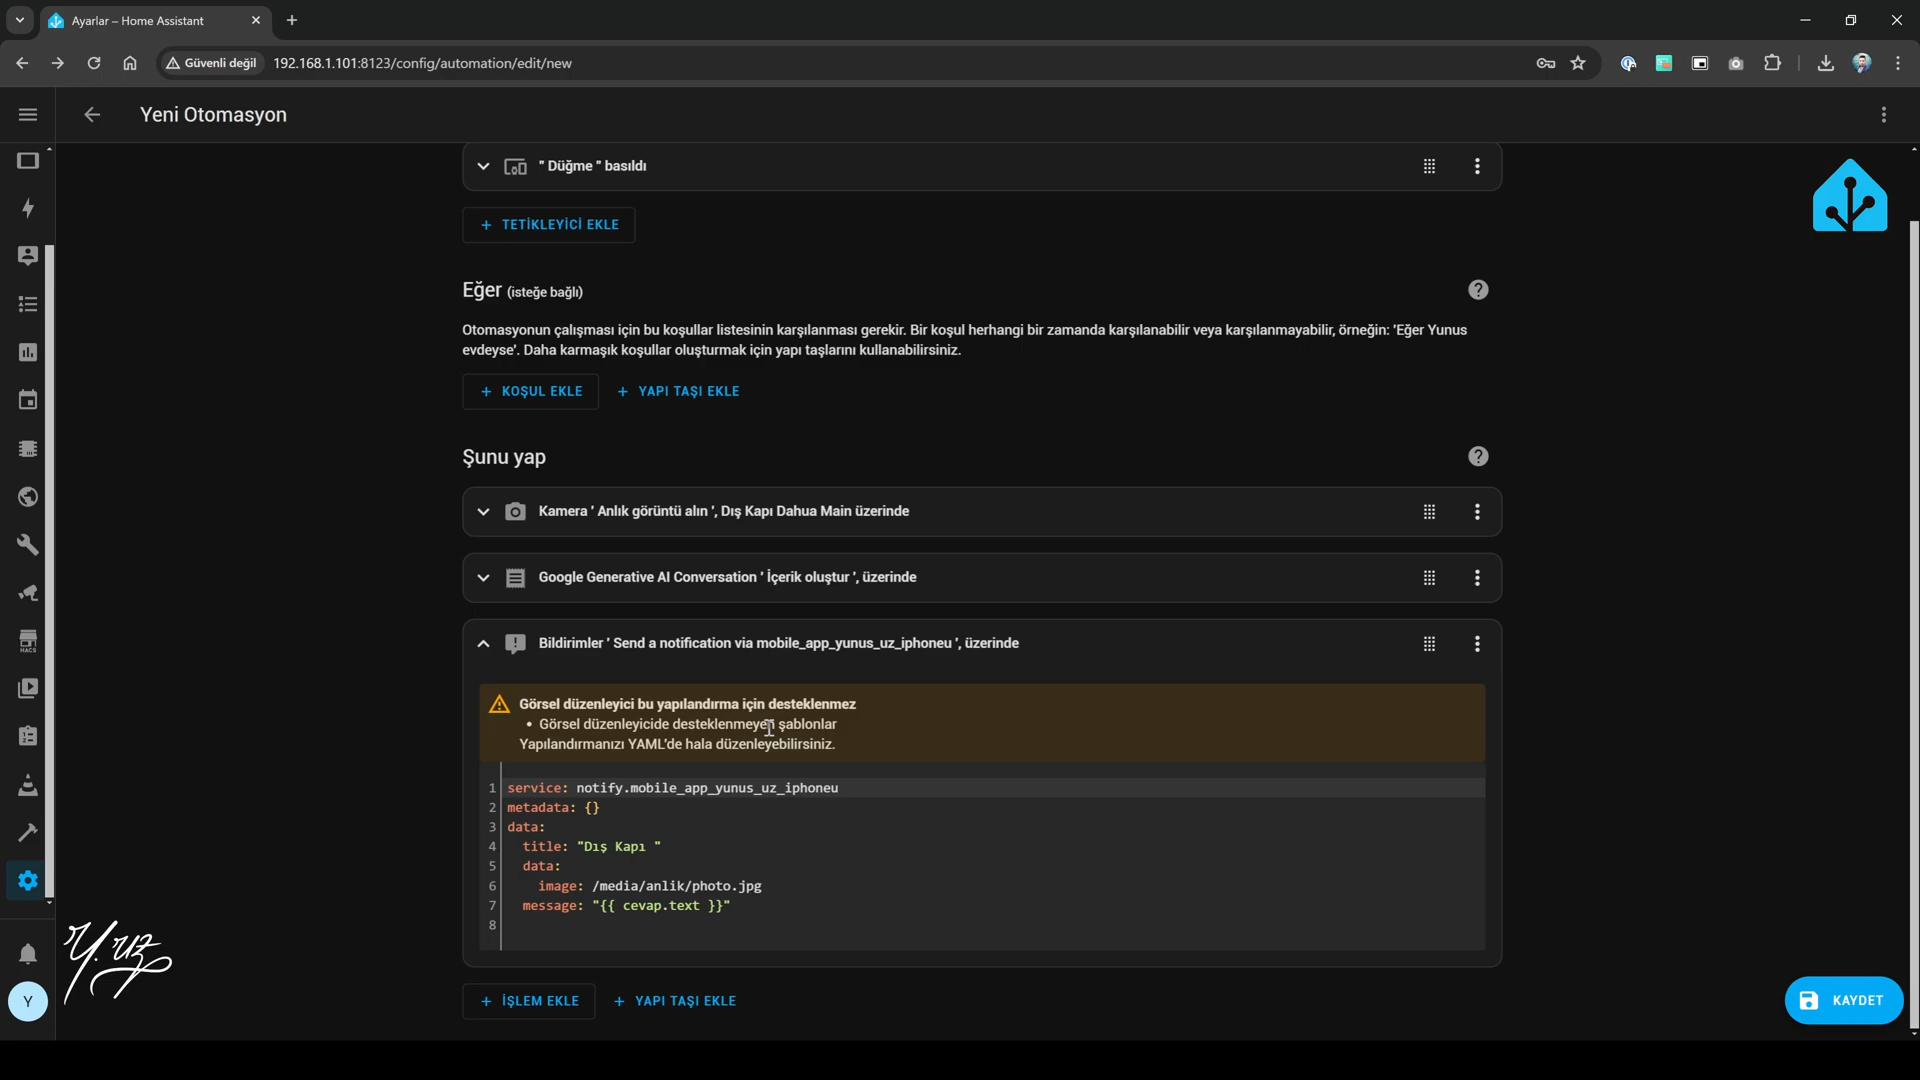 Ayarlar – Home Assistant
Güvenli değil
192.168.1.101:8123/config/automation/edit/new
Yeni Otomasyon
" Düğme " basıldı
TETİKLEYİCİ EKLE
Eğer (isteğe bağlı)
Otomasyonun çalışması için bu koşullar listesinin karşılanması gerekir. Bir koşul herhangi bir zamanda karşılanabilir veya karşılanmayabilir, örneğin: 'Eğer Yunus
evdeyse'. Daha karmaşık koşullar oluşturmak için yapı taşlarını kullanabilirsiniz.
KOŞUL EKLE
YAPI TAŞI EKLE
Şunu yap
Kamera ' Anlık görüntü alın ', Dış Kapı Dahua Main üzerinde
Google Generative AI Conversation ' İçerik oluştur ', üzerinde
Bildirimler ' Send a notification via mobile_app_yunus_uz_iphoneu ', üzerinde
Görsel düzenleyici bu yapılandırma için desteklenmez
• Görsel düzenleyicide desteklenmeyen şablonlar
Yapılandırmanızı YAML'de hala düzenleyebilirsiniz.
1 service: notify.mobile_app_yunus_uz_iphoneu
2 metadata: {}
3 data:
4 title: "Dış Kapı "
5 data:
6 image: /media/anlik/photo.jpg
7 message: "{{ cevap.text }}"
8
İŞLEM EKLE
YAPI TAŞI EKLE
KAYDET
HACS
Y.uz
Y